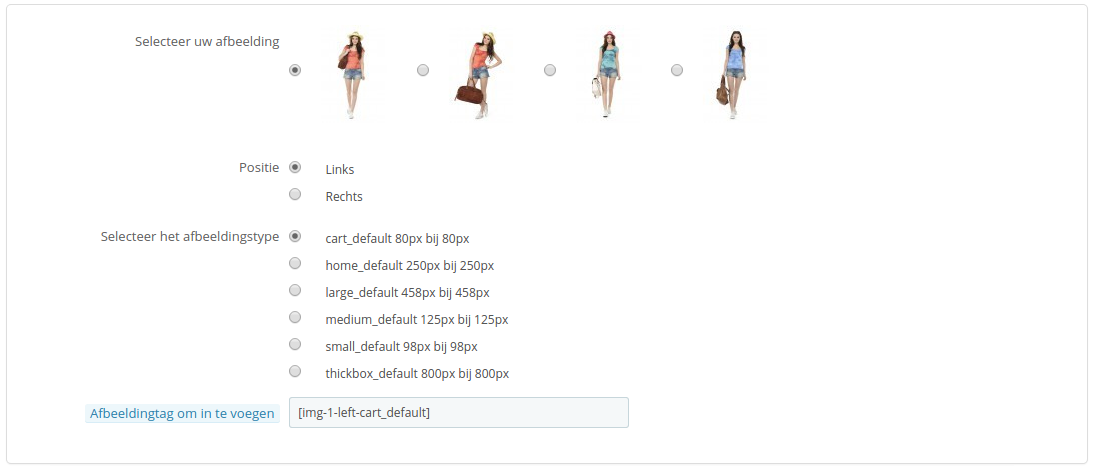 Selecteer uw afbeelding
Positie
Links
Rechts
Selecteer het afbeeldingstype
cart_default 80px bij 80px
home_default 250px bij 250px
large_default 458px bij 458px
medium_default 125px bij 125px
small_default 98px bij 98px
thickbox_default 800px bij 800px
Afbeeldingtag om in te voegen
[img-1-left-cart_default]